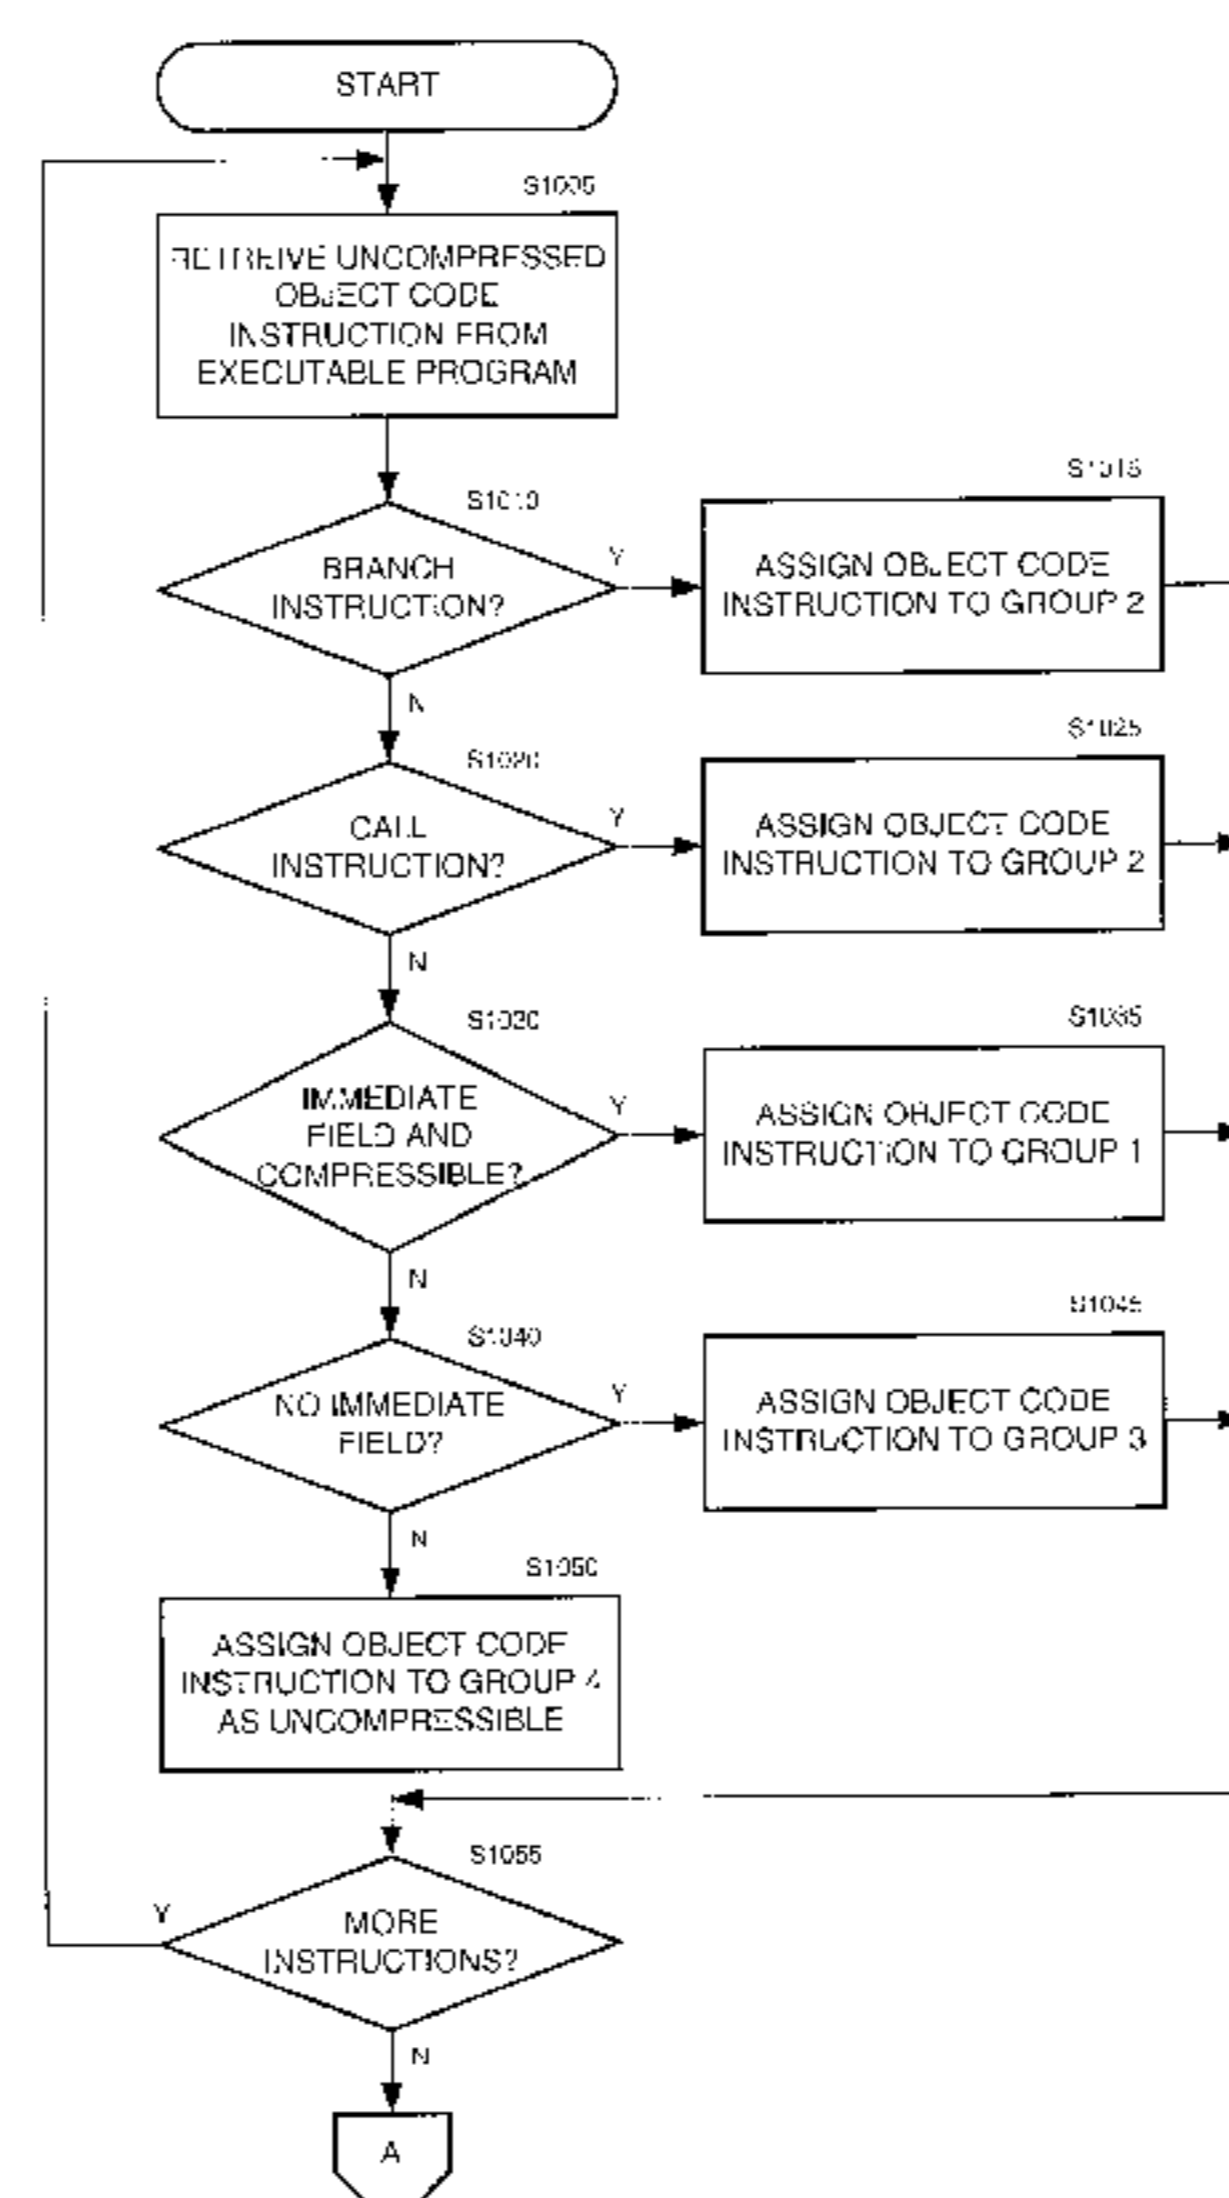 START
S1005
RETREIVE UNCOMPRESSED
OBJECT CODE
INSTRUCTION FROM
EXECUTABLE PROGRAM
S1010
BRANCH
INSTRUCTION?
Y
S1015
ASSIGN OBJECT CODE
INSTRUCTION TO GROUP 2
N
S1020
CALL
INSTRUCTION?
Y
S1025
ASSIGN OBJECT CODE
INSTRUCTION TO GROUP 2
N
S1030
IMMEDIATE
FIELD AND
COMPRESSIBLE?
Y
S1035
ASSIGN OBJECT CODE
INSTRUCTION TO GROUP 1
N
S1040
NO IMMEDIATE
FIELD?
Y
S1045
ASSIGN OBJECT CODE
INSTRUCTION TO GROUP 3
N
S1050
ASSIGN OBJECT CODE
INSTRUCTION TO GROUP 4
AS UNCOMPRESSIBLE
S1055
MORE
INSTRUCTIONS?
Y
N
A